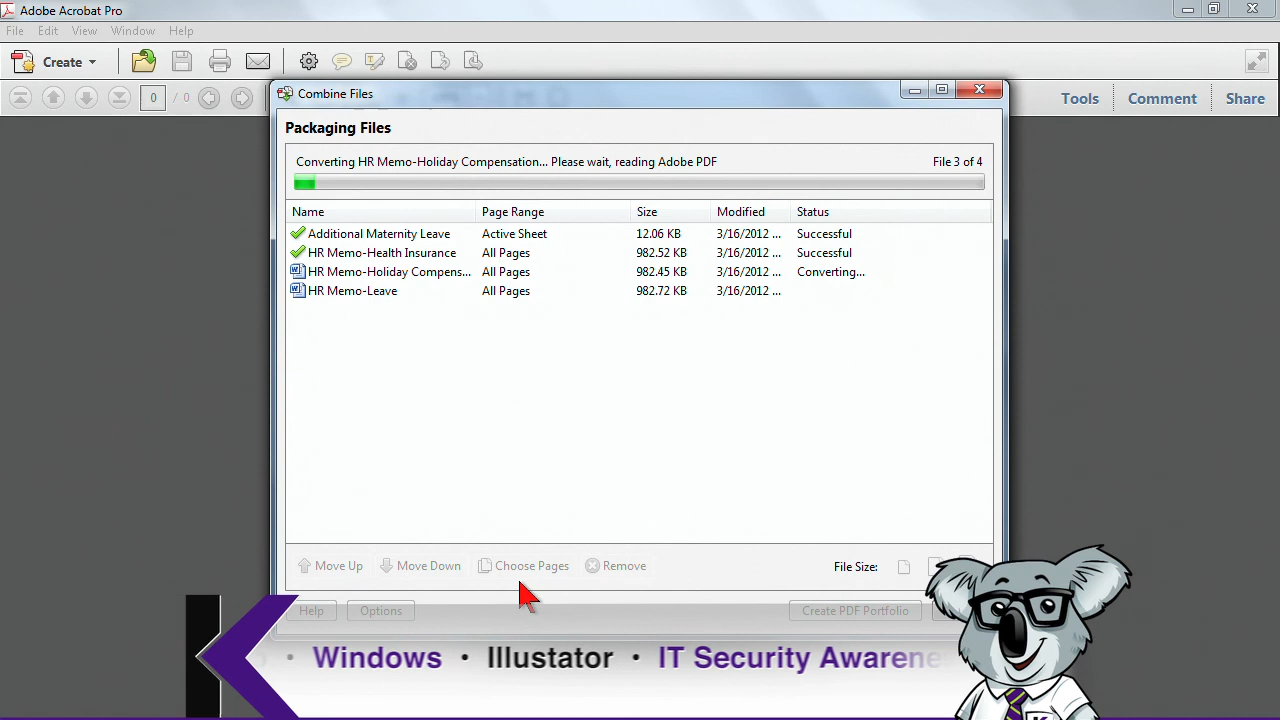 Adobe Acrobat Pro
File Edit View Window Help
Create
0 / 0
Tools Comment Share
Combine Files
Packaging Files
Converting HR Memo-Holiday Compensation... Please wait, reading Adobe PDF File 3 of 4
Name Page Range Size Modified Status
Additional Maternity Leave Active Sheet 12.06 KB 3/16/2012 ... Successful
HR Memo-Health Insurance All Pages 982.52 KB 3/16/2012 ... Successful
HR Memo-Holiday Compens... All Pages 982.45 KB 3/16/2012 ... Converting...
HR Memo-Leave All Pages 982.72 KB 3/16/2012 ...
Move Up Move Down Choose Pages Remove File Size:
Help Options Create PDF Portfolio
• Windows • Illustator • IT Security Awarene